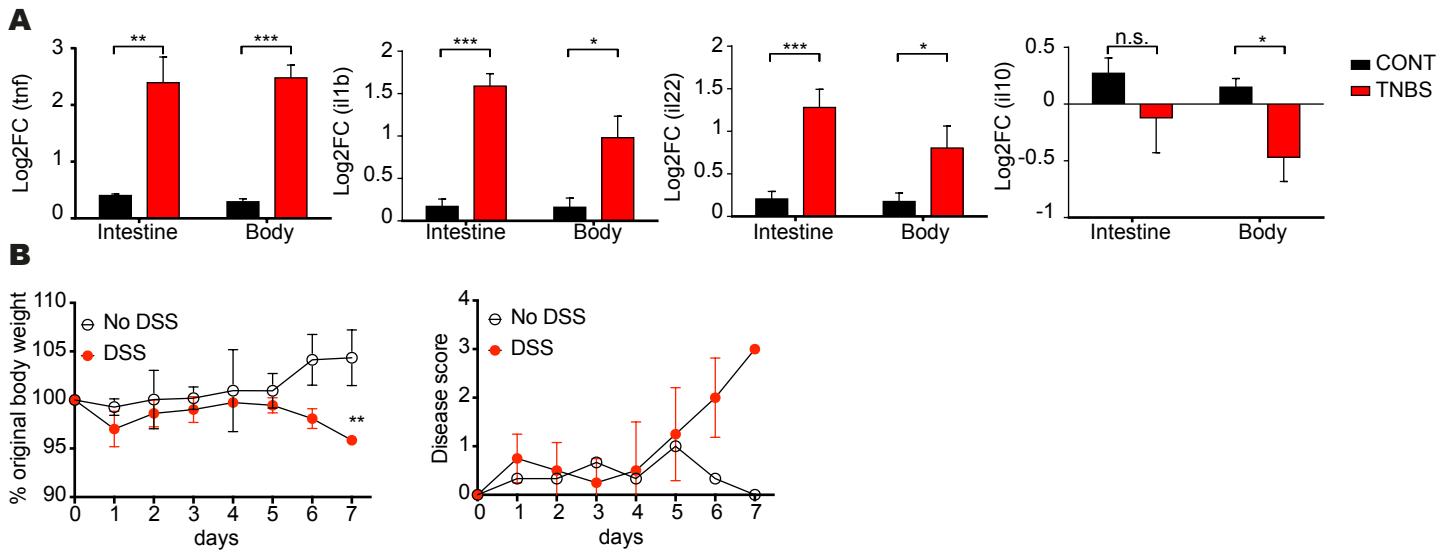 A
Log2FC (tnf)
3
2
1
0
**
***
Intestine
Body
Log2FC (il1b)
2
1.5
1
0.5
0
***
*
Intestine
Body
Log2FC (il22)
2
1.5
1
0.5
0
***
*
Intestine
Body
Log2FC (il10)
0.5
0
-0.5
-1
n.s.
*
Intestine
Body
CONT
TNBS
B
% original body weight
110
105
100
95
90
No DSS
DSS
**
0 1 2 3 4 5 6 7
days
Disease score
4
3
2
1
0
No DSS
DSS
0 1 2 3 4 5 6 7
days